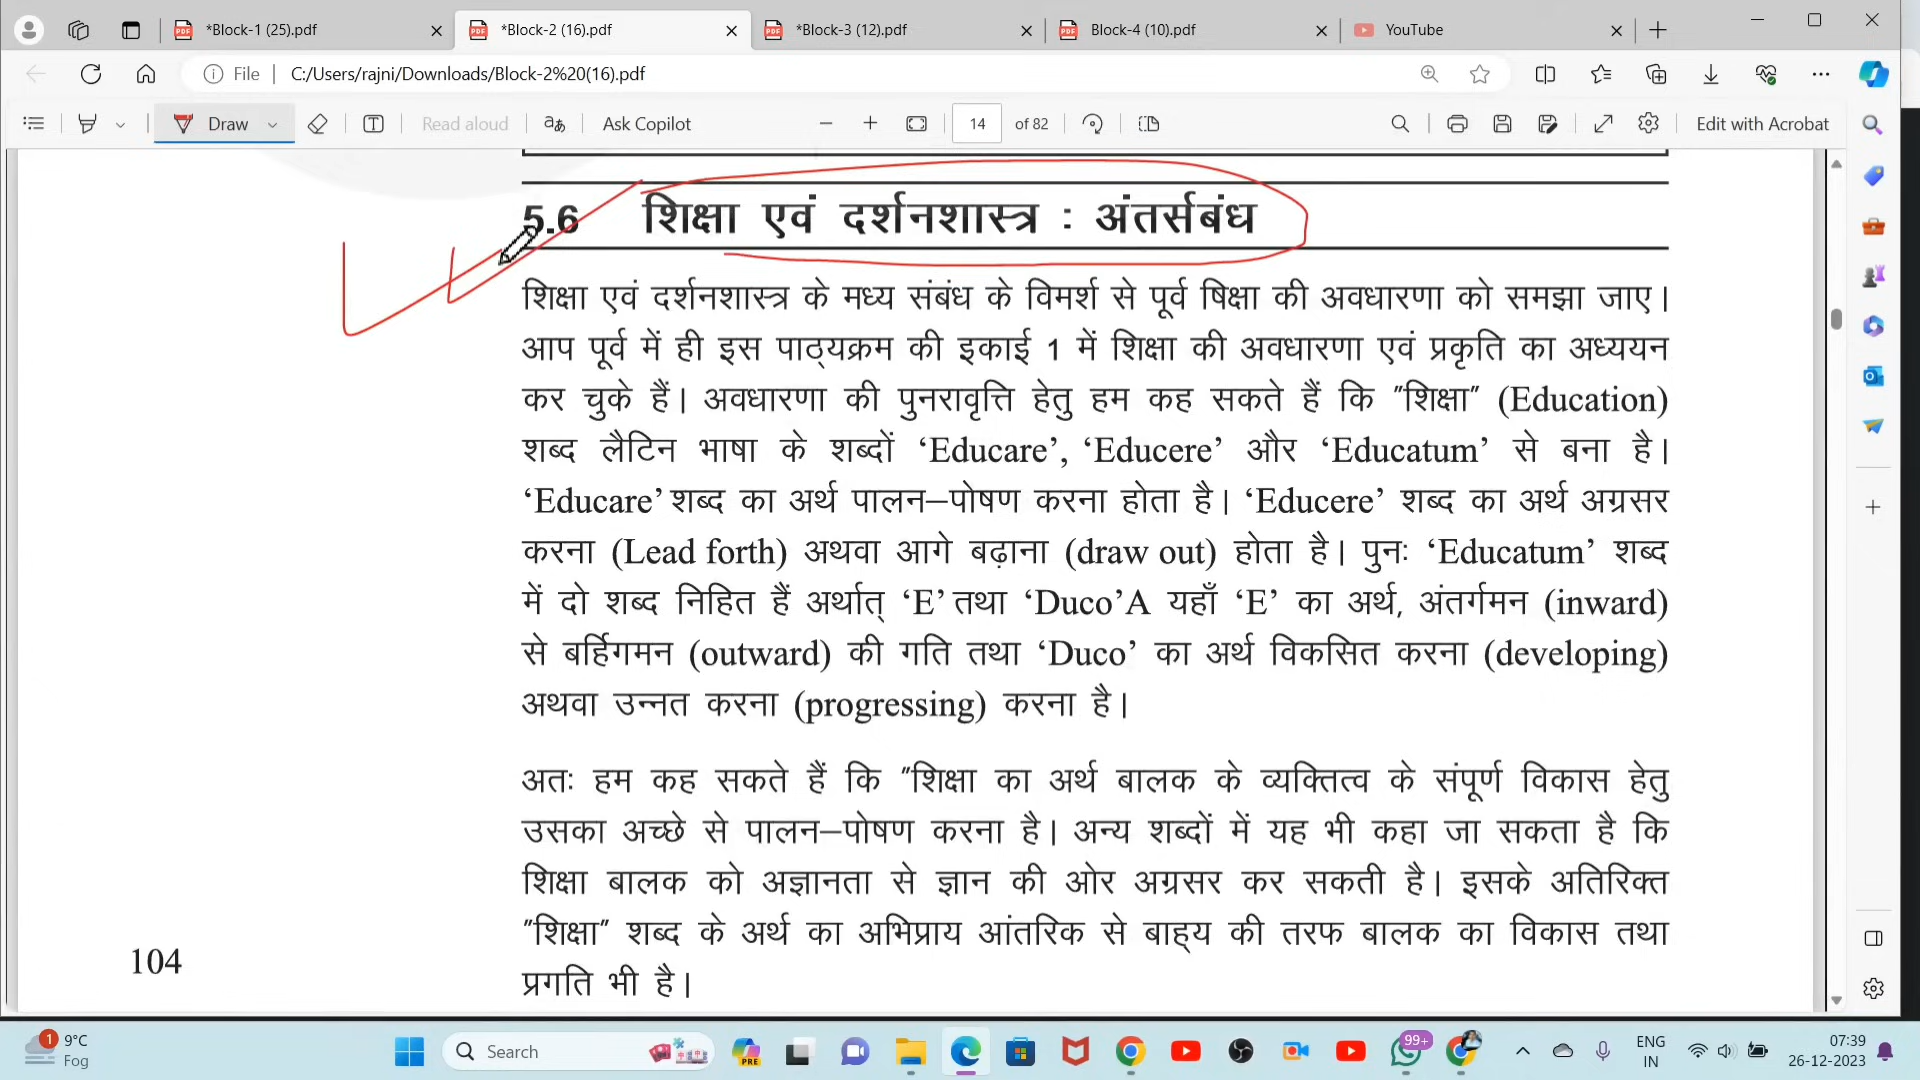 *Block-1 (25).pdf
*Block-2 (16).pdf
*Block-3 (12).pdf
Block-4 (10).pdf
YouTube
File
C:/Users/rajni/Downloads/Block-2%20(16).pdf
Draw
Read aloud
Ask Copilot
14 of 82
Edit with Acrobat
5.6 शिक्षा एवं दर्शनशास्त्र : अंतर्सबंध
शिक्षा एवं दर्शनशास्त्र के मध्य संबंध के विमर्श से पूर्व षिक्षा की अवधारणा को समझा जाए।
आप पूर्व में ही इस पाठ्यक्रम की इकाई 1 में शिक्षा की अवधारणा एवं प्रकृति का अध्ययन
कर चुके हैं। अवधारणा की पुनरावृत्ति हेतु हम कह सकते हैं कि "शिक्षा" (Education)
शब्द लैटिन भाषा के शब्दों ‘Educare’, ‘Educere’ और ‘Educatum’ से बना है।
‘Educare’ शब्द का अर्थ पालन–पोषण करना होता है। ‘Educere’ शब्द का अर्थ अग्रसर
करना (Lead forth) अथवा आगे बढ़ाना (draw out) होता है। पुनः ‘Educatum’ शब्द
में दो शब्द निहित हैं अर्थात् ‘E’ तथा ‘Duco’A यहाँ ‘E’ का अर्थ, अंतर्गमन (inward)
से बर्हिगमन (outward) की गति तथा ‘Duco’ का अर्थ विकसित करना (developing)
अथवा उन्नत करना (progressing) करना है।
अतः हम कह सकते हैं कि "शिक्षा का अर्थ बालक के व्यक्तित्व के संपूर्ण विकास हेतु
उसका अच्छे से पालन–पोषण करना है। अन्य शब्दों में यह भी कहा जा सकता है कि
शिक्षा बालक को अज्ञानता से ज्ञान की ओर अग्रसर कर सकती है। इसके अतिरिक्त
"शिक्षा" शब्द के अर्थ का अभिप्राय आंतरिक से बाह्य की तरफ बालक का विकास तथा
प्रगति भी है।
104
1
9°C
Fog
Search
PRE
99+
ENG
IN
07:39
26-12-2023